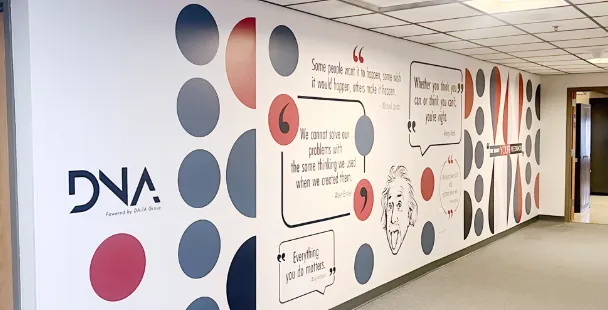 DNA
Powered by DALFA Group
Some people want it to happen, some wish
it would happen, others make it happen.
Whether you think you
can or think you can't,
you're right.
We cannot solve our
problems with
the same thinking we used
when we created them.
Everything
you do matters.